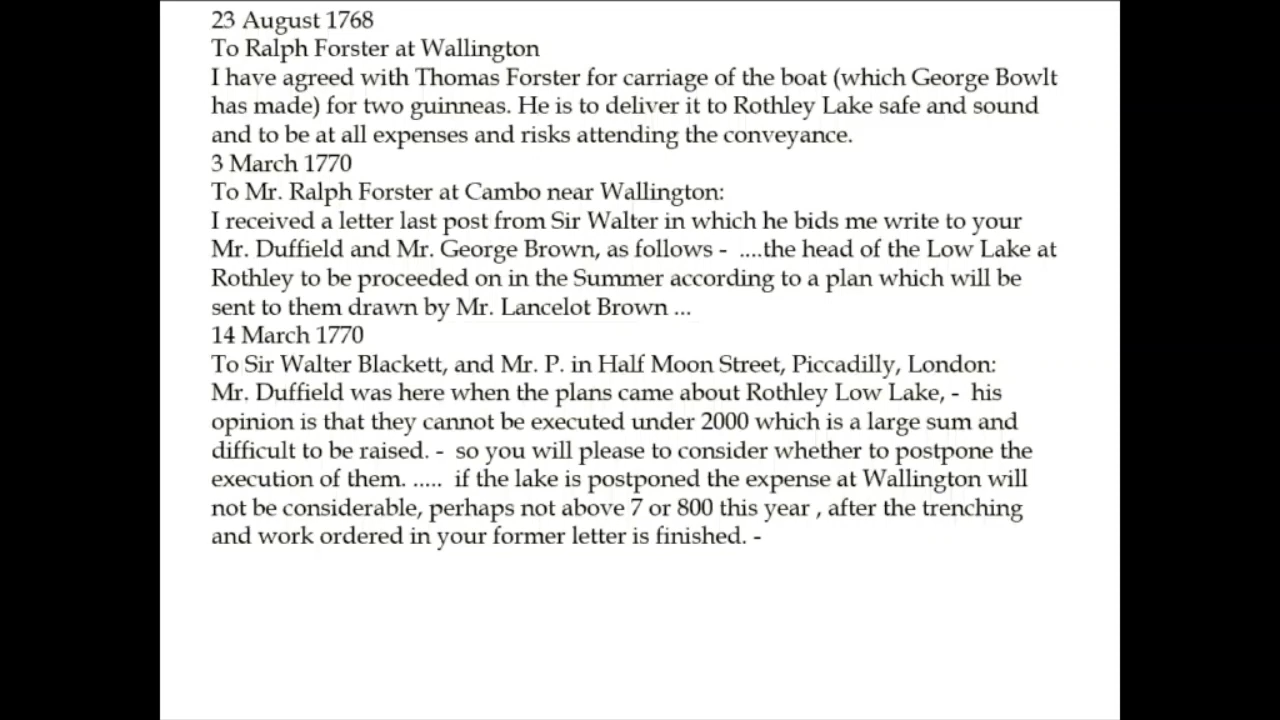 23 August 1768
To Ralph Forster at Wallington
I have agreed with Thomas Forster for carriage of the boat (which George Bowlt
has made) for two guinneas. He is to deliver it to Rothley Lake safe and sound
and to be at all expenses and risks attending the conveyance.
3 March 1770
To Mr. Ralph Forster at Cambo near Wallington:
I received a letter last post from Sir Walter in which he bids me write to your
Mr. Duffield and Mr. George Brown, as follows - ....the head of the Low Lake at
Rothley to be proceeded on in the Summer according to a plan which will be
sent to them drawn by Mr. Lancelot Brown ...
14 March 1770
To Sir Walter Blackett, and Mr. P. in Half Moon Street, Piccadilly, London:
Mr. Duffield was here when the plans came about Rothley Low Lake, - his
opinion is that they cannot be executed under 2000 which is a large sum and
difficult to be raised. - so you will please to consider whether to postpone the
execution of them. ..... if the lake is postponed the expense at Wallington will
not be considerable, perhaps not above 7 or 800 this year , after the trenching
and work ordered in your former letter is finished. -